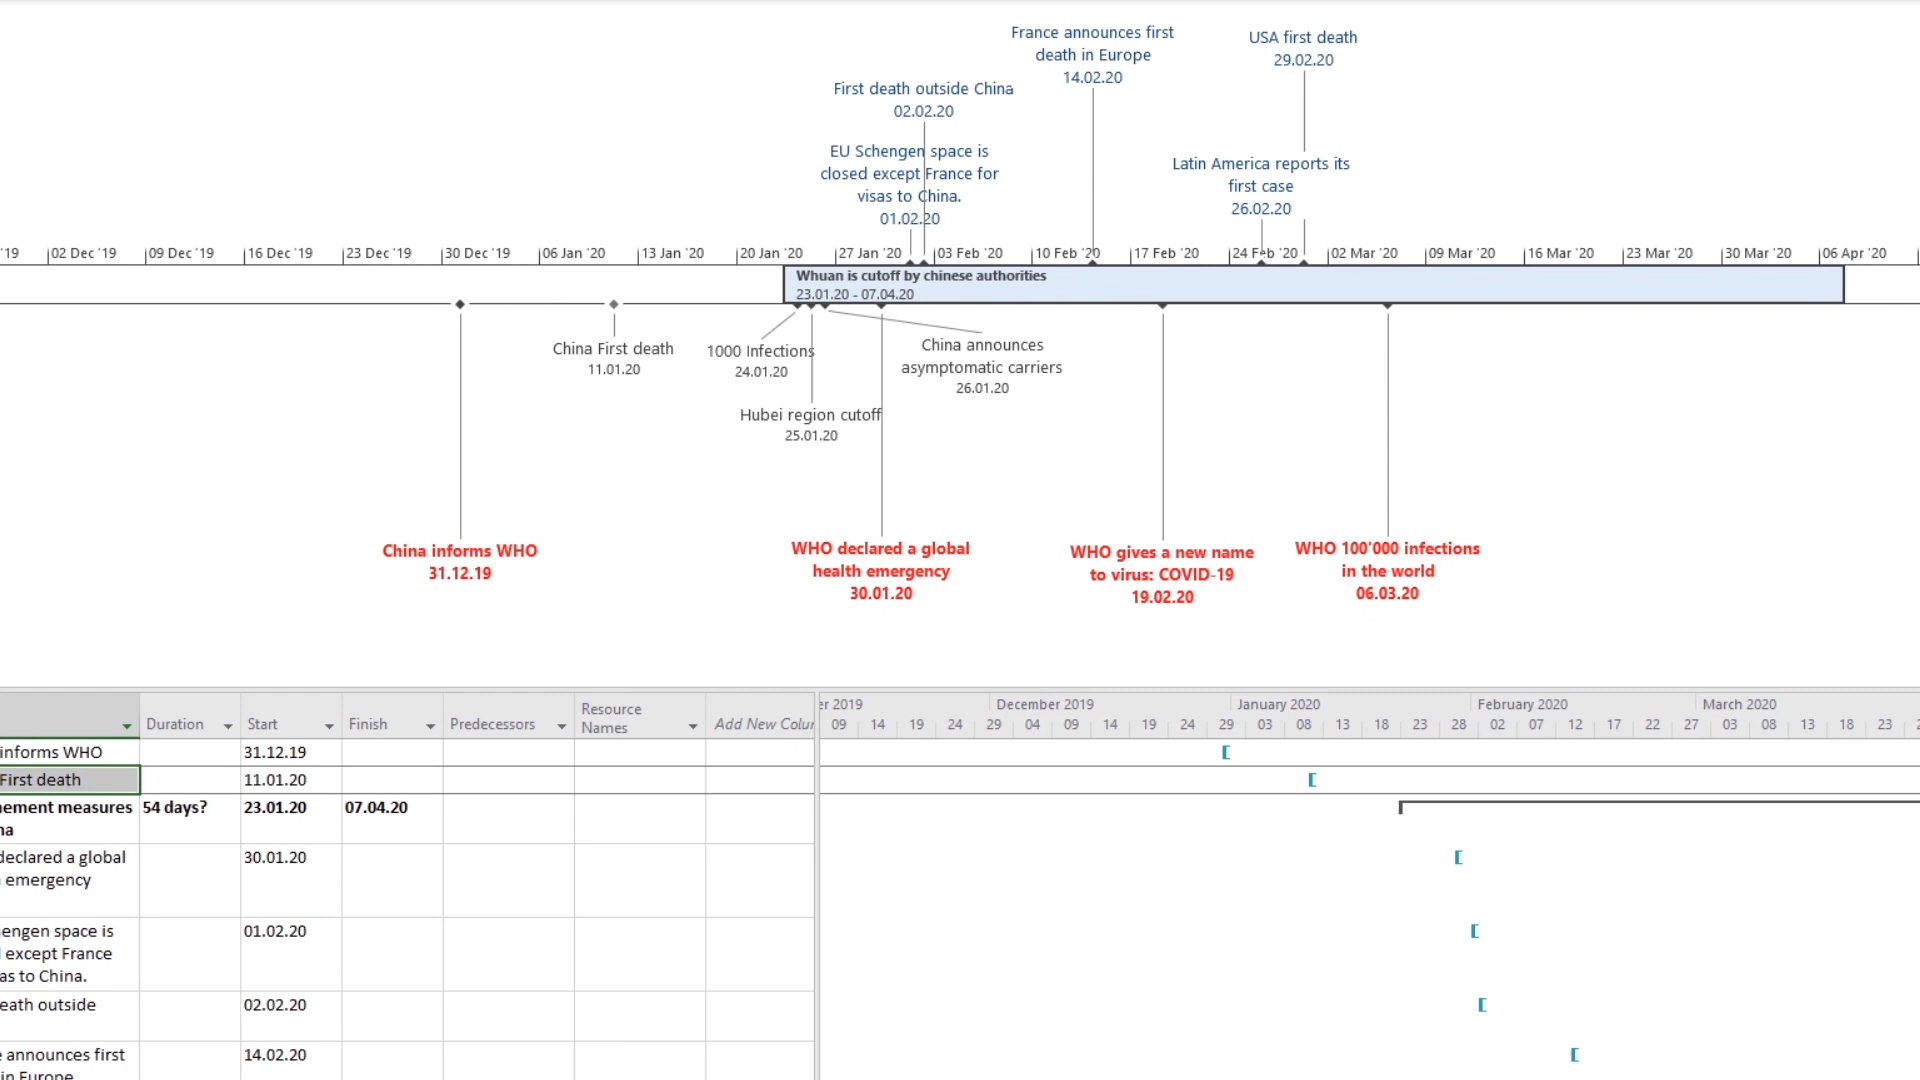 France announces first
death in Europe
14.02.20
USA first death
29.02.20
First death outside China
02.02.20
EU Schengen space is
closed except France for
visas to China.
01.02.20
Latin America reports its
first case
26.02.20
'19 02 Dec '19 09 Dec '19 16 Dec '19 23 Dec '19 30 Dec '19 06 Jan '20 13 Jan '20 20 Jan '20 27 Jan '20 03 Feb '20 10 Feb '20 17 Feb '20 24 Feb '20 02 Mar '20 09 Mar '20 16 Mar '20 23 Mar '20 30 Mar '20 06 Apr '20
Whuan is cutoff by chinese authorities
23.01.20 - 07.04.20
China First death
11.01.20
1000 Infections
24.01.20
China announces
asymptomatic carriers
26.01.20
Hubei region cutoff
25.01.20
China informs WHO
31.12.19
WHO declared a global
health emergency
30.01.20
WHO gives a new name
to virus: COVID-19
19.02.20
WHO 100'000 infections
in the world
06.03.20
Duration Start Finish Predecessors Resource
Names Add New Colur
er 2019 December 2019 January 2020 February 2020 March 2020
09 14 19 24 29 04 09 14 19 24 29 03 08 13 18 23 28 02 07 12 17 22 27 03 08 13 18 23 2
informs WHO 31.12.19
First death 11.01.20
nement measures 54 days? 23.01.20 07.04.20
na
declared a global 30.01.20
emergency
hengen space is 01.02.20
except France
as to China.
eath outside 02.02.20
e announces first 14.02.20
in Europe